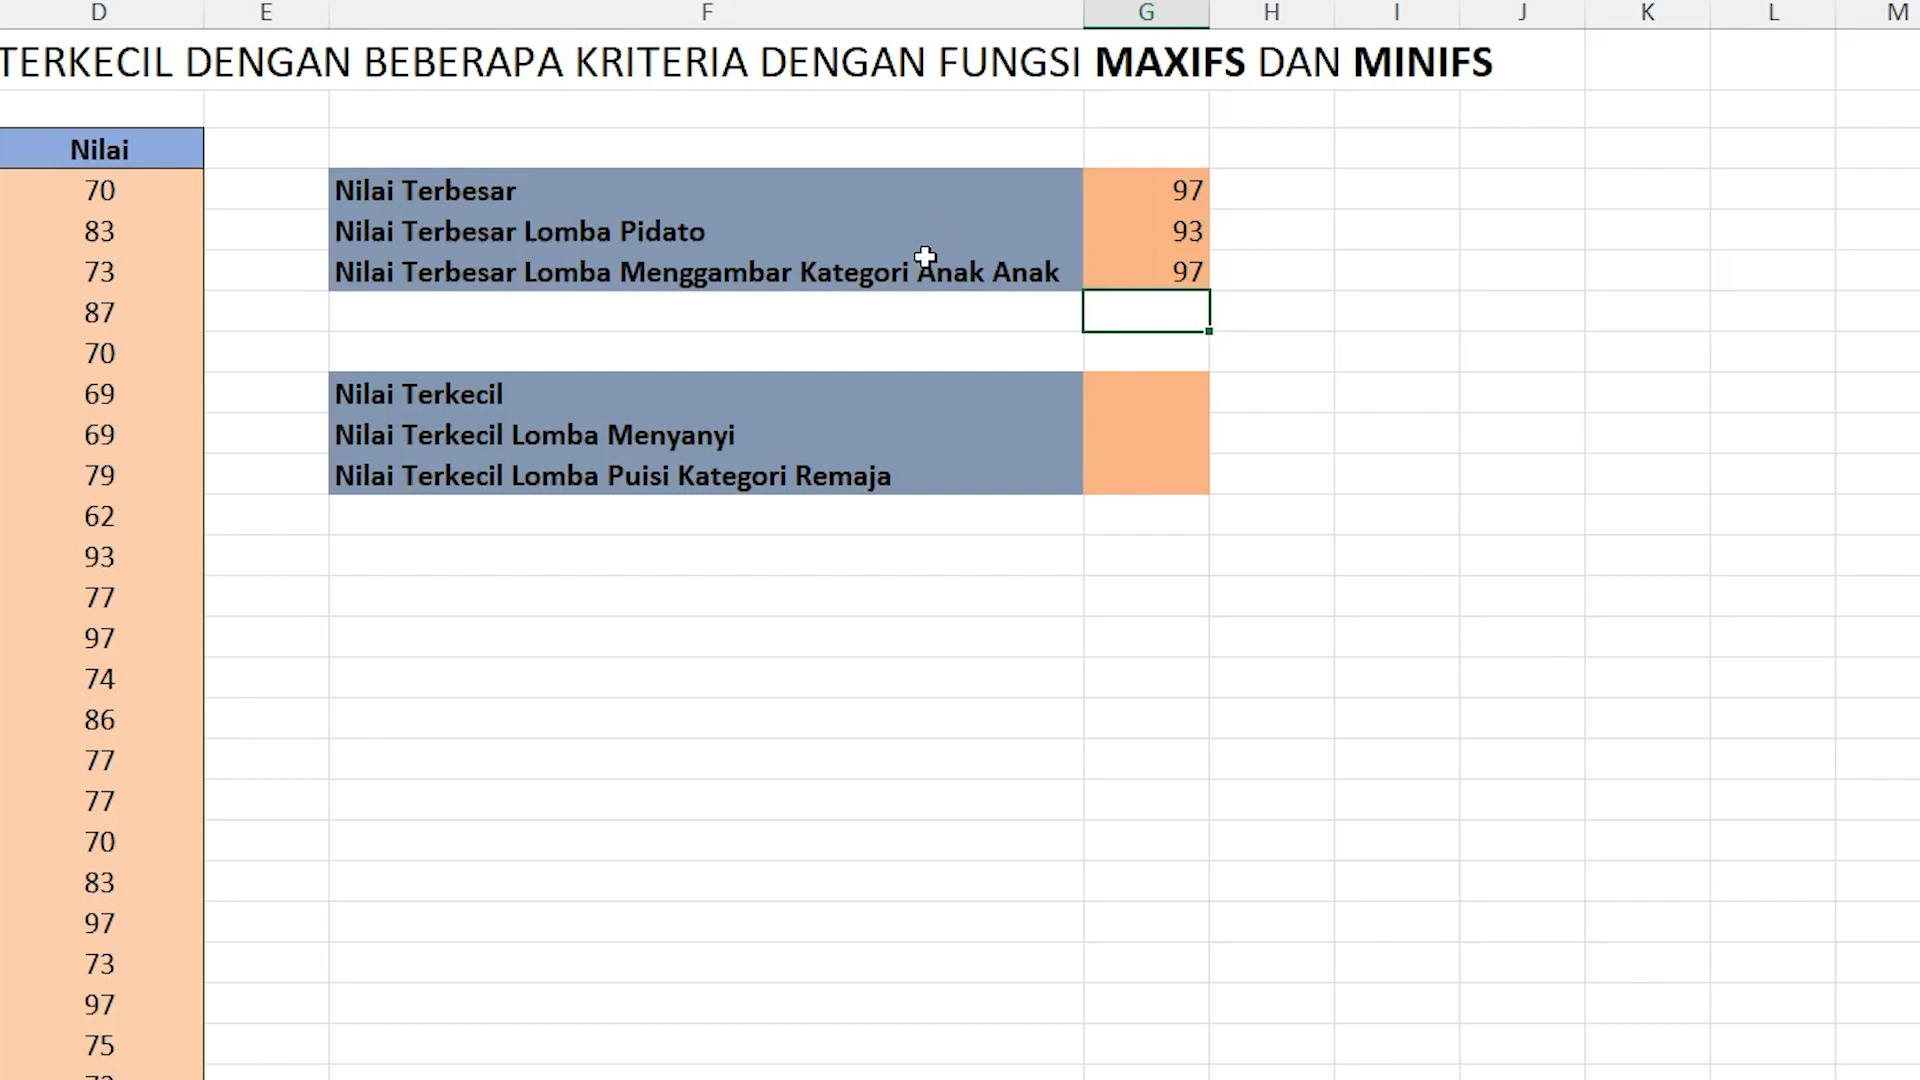 D E F G H I J K L M
TERKECIL DENGAN BEBERAPA KRITERIA DENGAN FUNGSI MAXIFS DAN MINIFS
Nilai
70 Nilai Terbesar 97
83 Nilai Terbesar Lomba Pidato 93
73 Nilai Terbesar Lomba Menggambar Kategori Anak Anak 97
87
70
69 Nilai Terkecil
69 Nilai Terkecil Lomba Menyanyi
79 Nilai Terkecil Lomba Puisi Kategori Remaja
62
93
77
97
74
86
77
77
70
83
97
73
97
75